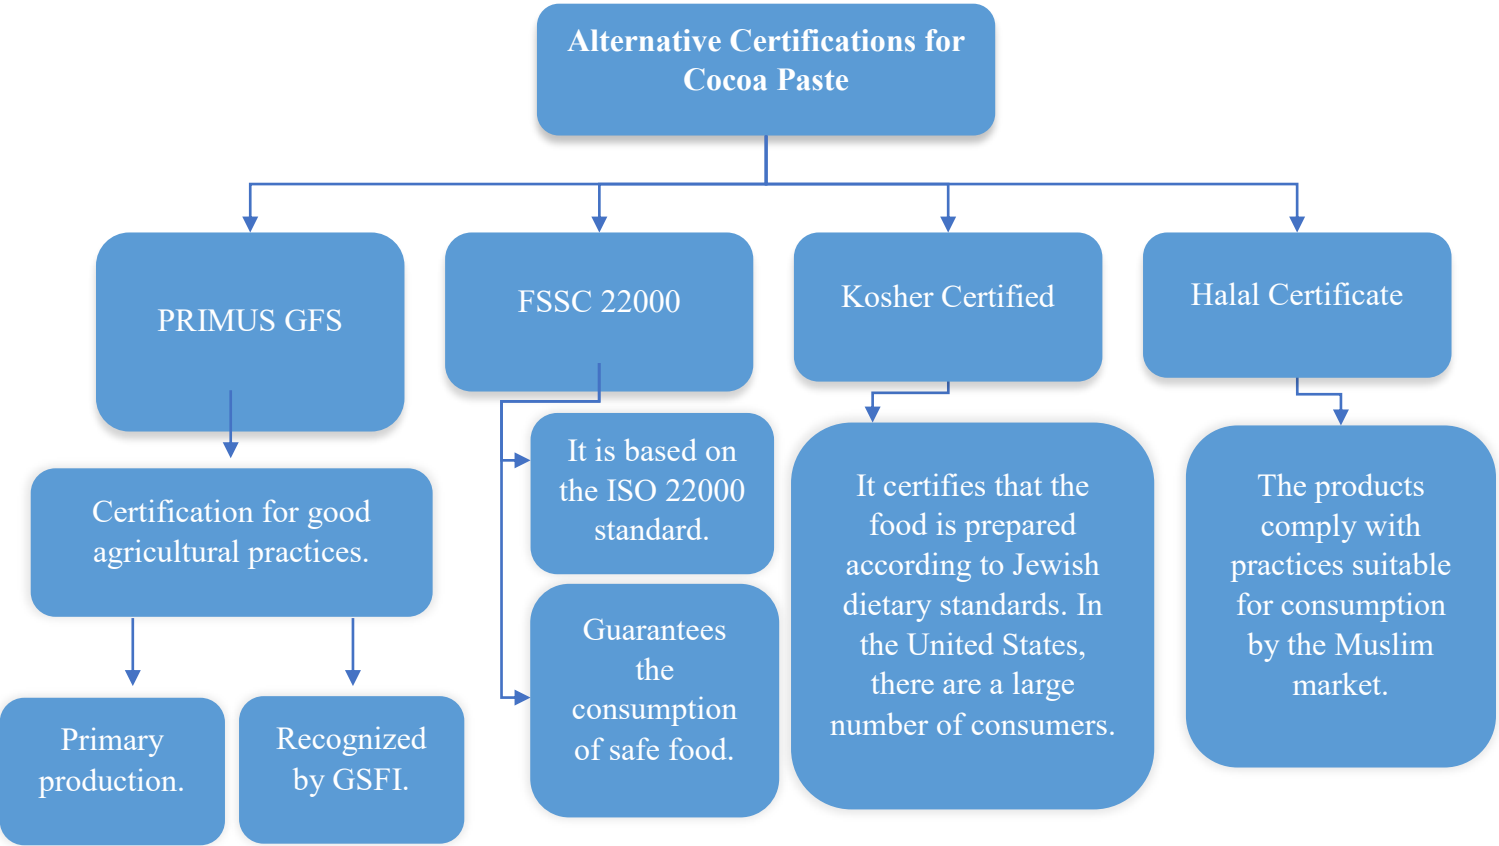 Alternative Certifications for
Cocoa Paste
PRIMUS GFS
FSSC 22000
Kosher Certified
Halal Certificate
Certification for good
agricultural practices.
Primary
production.
Recognized
by GSFI.
It is based on
the ISO 22000
standard.
Guarantees
the
consumption
of safe food.
It certifies that the
food is prepared
according to Jewish
dietary standards. In
the United States,
there are a large
number of consumers.
The products
comply with
practices suitable
for consumption
by the Muslim
market.